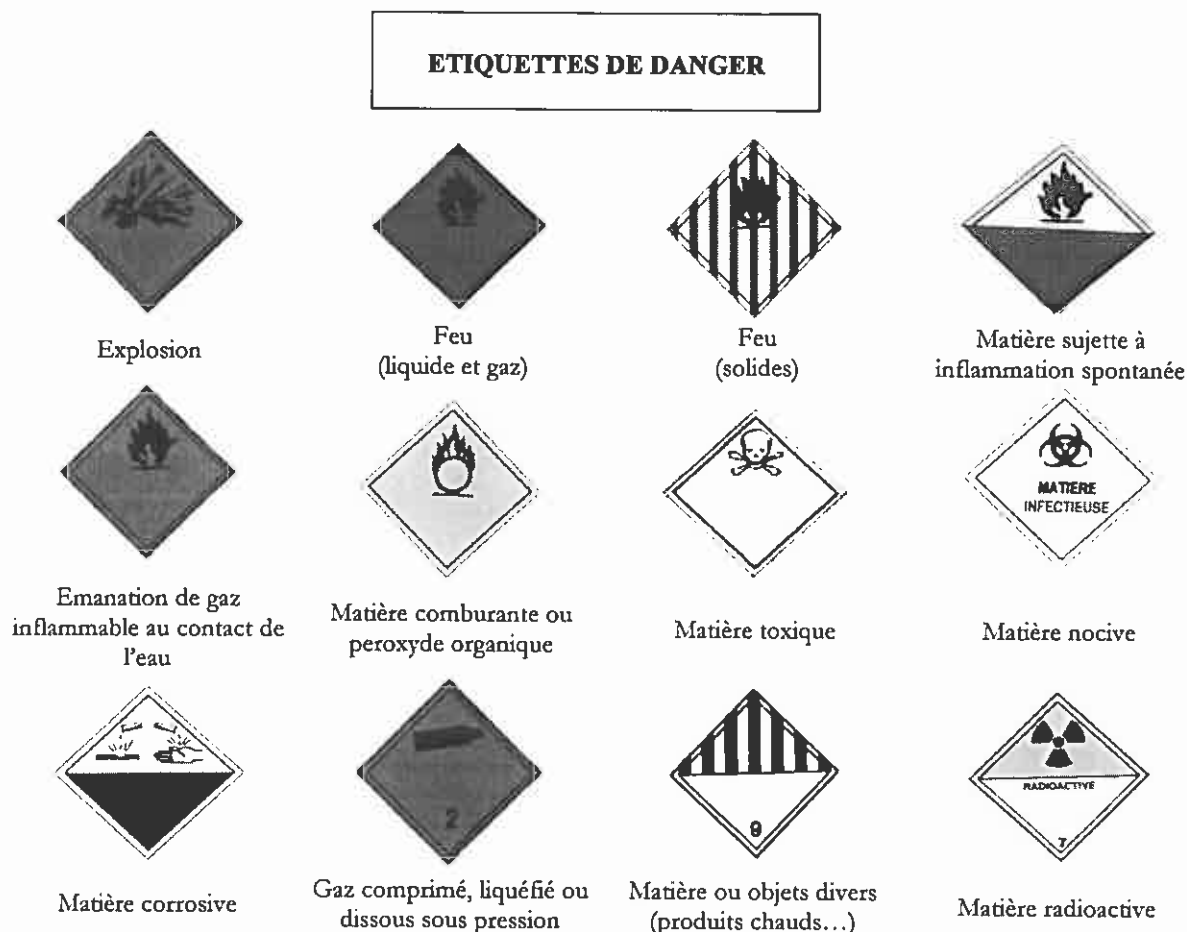 ETIQUETTES DE DANGER
Explosion
Feu
(liquide et gaz)
Feu
(solides)
Matière sujette à
inflammation spontanée
MATIERE
INFECTIEUSE
Emanation de gaz
inflammable au contact de
l'eau
Matière comburante ou
peroxyde organique
Matière toxique
Matière nocive
2
9
RADIOACTIVE
7
Matière corrosive
Gaz comprimé, liquéfié ou
dissous sous pression
Matière ou objets divers
(produits chauds…)
Matière radioactive